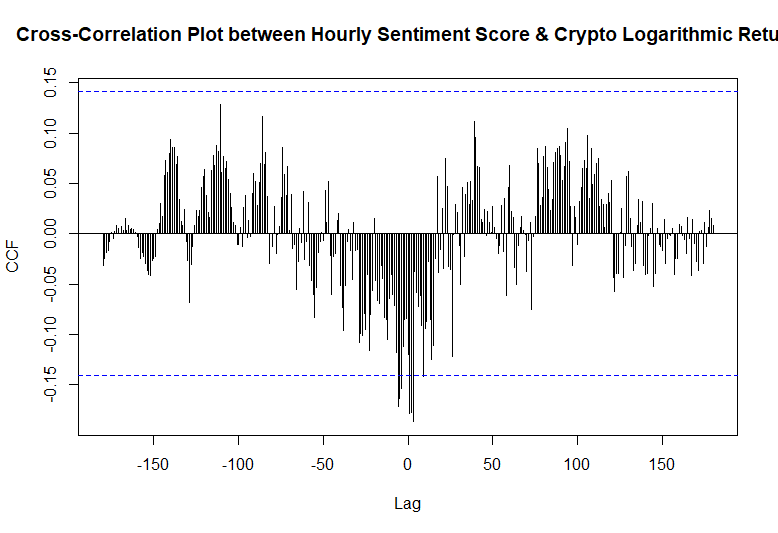 Cross-Correlation Plot between Hourly Sentiment Score & Crypto Logarithmic Retu
0.15
0.10
0.05
0.00
-0.05
-0.10
-0.15
CCF
-150 -100 -50 0 50 100 150
Lag